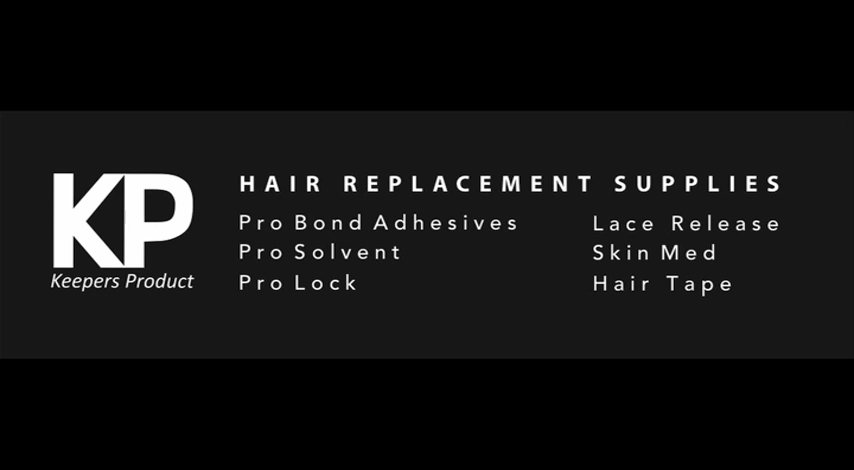 KP
Keepers Product
HAIR REPLACEMENT SUPPLIES
Pro Bond Adhesives
Pro Solvent
Pro Lock
Lace Release
Skin Med
Hair Tape